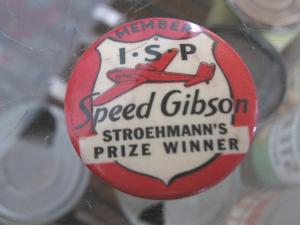 MEMBER
I·S·P
Speed Gibson
STROEHMANN'S
PRIZE WINNER